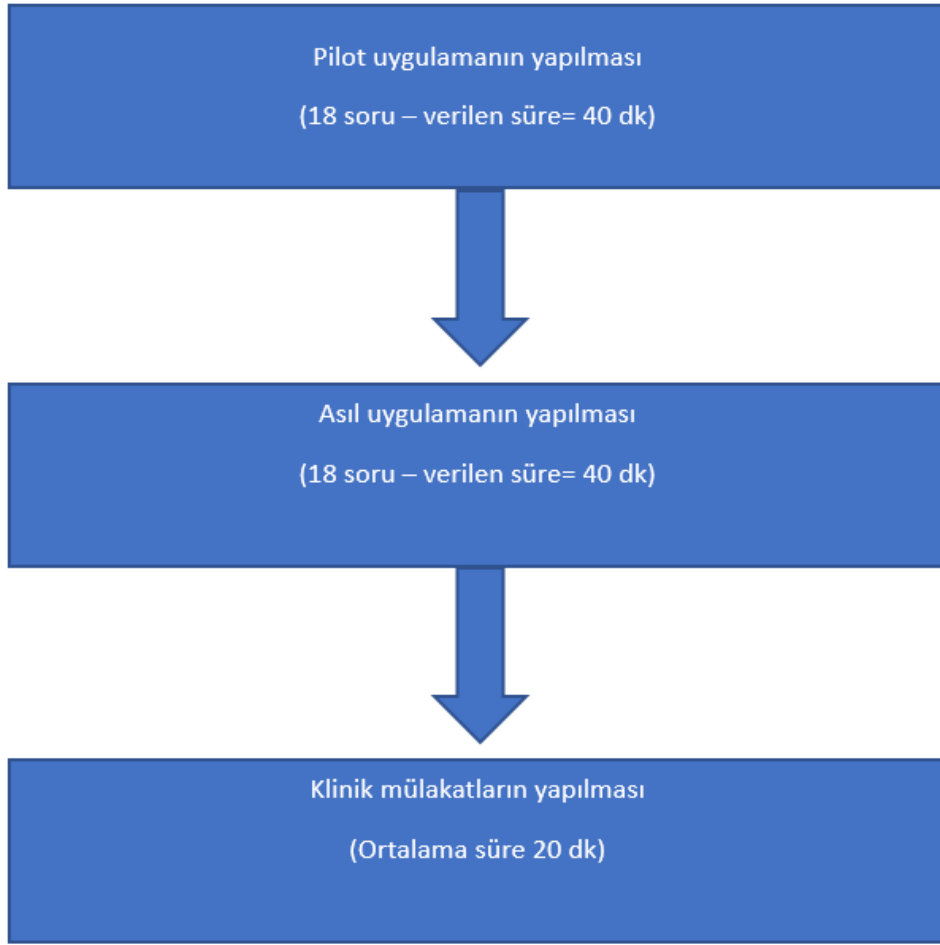 Pilot uygulamanın yapılması
(18 soru – verilen süre= 40 dk)
Asıl uygulamanın yapılması
(18 soru – verilen süre= 40 dk)
Klinik mülakatların yapılması
(Ortalama süre 20 dk)